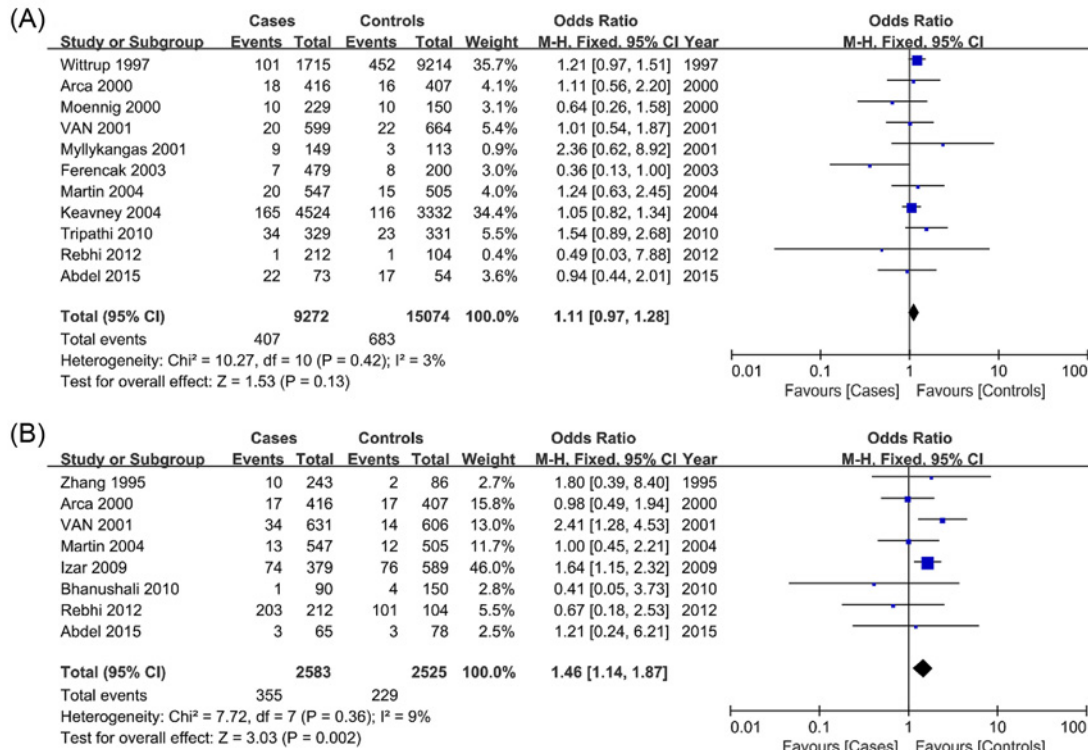 (A)
Cases Controls Odds Ratio Odds Ratio
Study or Subgroup Events Total Events Total Weight M-H, Fixed, 95% CI Year M-H, Fixed, 95% CI
Wittrup 1997 101 1715 452 9214 35.7% 1.21 [0.97, 1.51] 1997
Arca 2000 18 416 16 407 4.1% 1.11 [0.56, 2.20] 2000
Moennig 2000 10 229 10 150 3.1% 0.64 [0.26, 1.58] 2000
VAN 2001 20 599 22 664 5.4% 1.01 [0.54, 1.87] 2001
Myllykangas 2001 9 149 3 113 0.9% 2.36 [0.62, 8.92] 2001
Ferencak 2003 7 479 8 200 3.0% 0.36 [0.13, 1.00] 2003
Martin 2004 20 547 15 505 4.0% 1.24 [0.63, 2.45] 2004
Keavney 2004 165 4524 116 3332 34.4% 1.05 [0.82, 1.34] 2004
Tripathi 2010 34 329 23 331 5.5% 1.54 [0.89, 2.68] 2010
Rebhi 2012 1 212 1 104 0.4% 0.49 [0.03, 7.88] 2012
Abdel 2015 22 73 17 54 3.6% 0.94 [0.44, 2.01] 2015
Total (95% CI) 9272 15074 100.0% 1.11 [0.97, 1.28]
Total events 407 683
Heterogeneity: Chi² = 10.27, df = 10 (P = 0.42); I² = 3%
Test for overall effect: Z = 1.53 (P = 0.13)
0.01 0.1 1 10 100
Favours [Cases] Favours [Controls]
(B)
Cases Controls Odds Ratio Odds Ratio
Study or Subgroup Events Total Events Total Weight M-H, Fixed, 95% CI Year M-H, Fixed, 95% CI
Zhang 1995 10 243 2 86 2.7% 1.80 [0.39, 8.40] 1995
Arca 2000 17 416 17 407 15.8% 0.98 [0.49, 1.94] 2000
VAN 2001 34 631 14 606 13.0% 2.41 [1.28, 4.53] 2001
Martin 2004 13 547 12 505 11.7% 1.00 [0.45, 2.21] 2004
Izar 2009 74 379 76 589 46.0% 1.64 [1.15, 2.32] 2009
Bhanushali 2010 1 90 4 150 2.8% 0.41 [0.05, 3.73] 2010
Rebhi 2012 203 212 101 104 5.5% 0.67 [0.18, 2.53] 2012
Abdel 2015 3 65 3 78 2.5% 1.21 [0.24, 6.21] 2015
Total (95% CI) 2583 2525 100.0% 1.46 [1.14, 1.87]
Total events 355 229
Heterogeneity: Chi² = 7.72, df = 7 (P = 0.36); I² = 9%
Test for overall effect: Z = 3.03 (P = 0.002)
0.01 0.1 1 10 100
Favours [Cases] Favours [Controls]